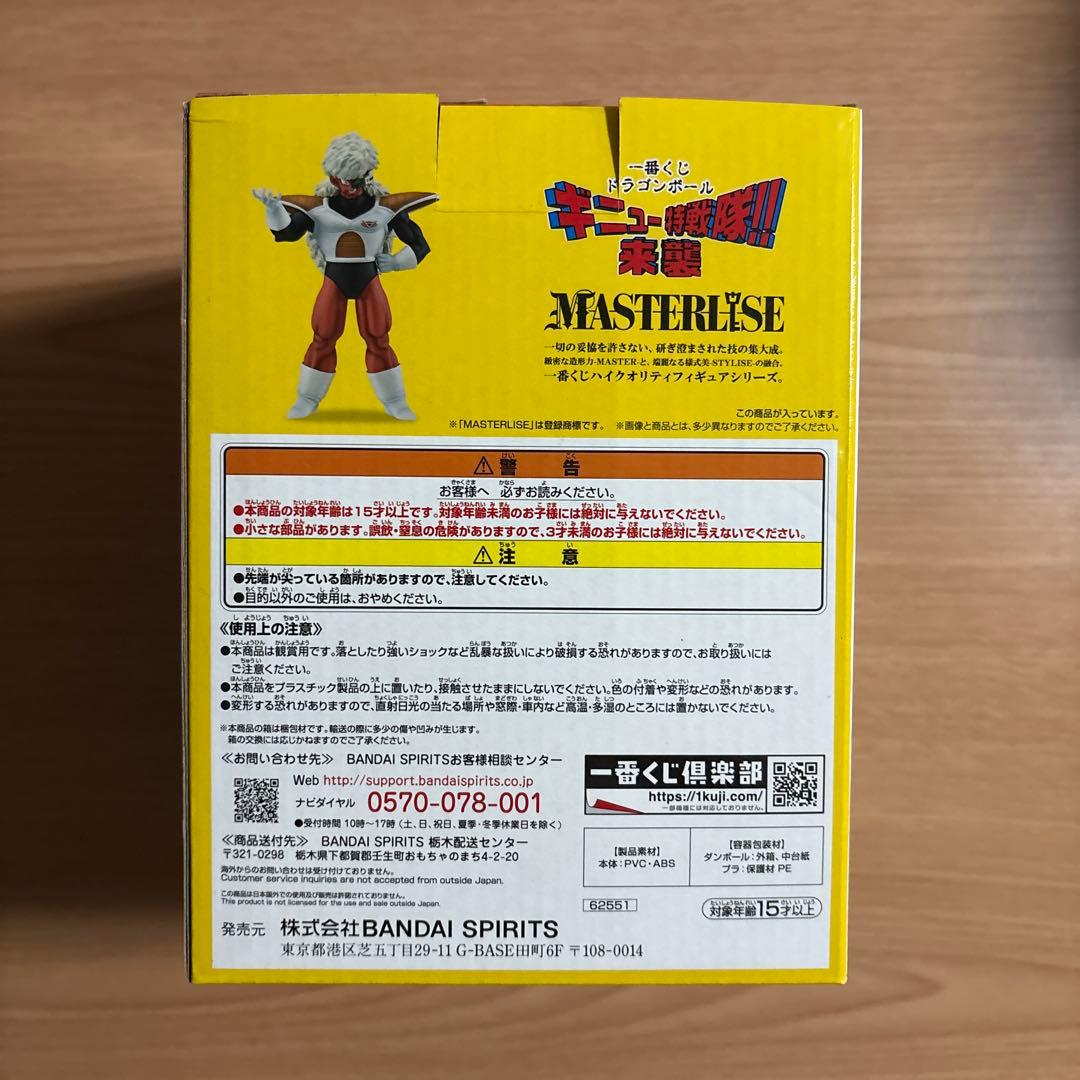 一番くじ
ドラゴンボール
ギニュー特戦隊!!
来襲
MASTERLISE
一切の妥協を許さない、研ぎ澄まされた技の集大成。
緻密な造形力-MASTER-と、端麗なる様式美-STYLISE-の融合。
一番くじハイクオリティフィギュアシリーズ。
この商品が入っています。
※「MASTERLISE」は登録商標です。 ※画像と商品とは、多少異なりますのでご了承ください。
⚠警告
お客様へ 必ずお読みください。
●本商品の対象年齢は15才以上です。対象年齢未満のお子様には絶対に与えないでください。
●小さな部品があります。誤飲・窒息の危険がありますので、3才未満のお子様には絶対に与えないでください。
⚠注意
●先端が尖っている箇所がありますので、注意してください。
●目的以外のご使用は、おやめください。
《使用上の注意》
●本商品は観賞用です。落としたり強いショックなど乱暴な扱いにより破損する恐れがありますので、お取り扱いには
ご注意ください。
●本商品をプラスチック製品の上に置いたり、接触させたままにしないでください。色の付着や変形などの恐れがあります。
●変形する恐れがありますので、直射日光の当たる場所や窓際・車内など高温・多湿のところには置かないでください。
※本商品の箱は梱包材です。輸送の際に多少の傷や凹みが生じます。
箱の交換には応じかねますのでご了承ください。
≪お問い合わせ先≫ BANDAI SPIRITSお客様相談センター
Web http://support.bandaispirits.co.jp
ナビダイヤル 0570-078-001
●受付時間 10時～17時 (土、日、祝日、夏季・冬季休業日を除く)
≪商品送付先≫ BANDAI SPIRITS 栃木配送センター
〒321-0298 栃木県下都賀郡壬生町おもちゃのまち4-2-20
海外からのお問い合わせは受け付けておりません。
Customer service inquiries are not accepted from outside Japan.
この商品は日本国外での使用及び販売は許諾されておりません。
This product is not licensed for the use and sale outside Japan.
発売元 株式会社BANDAI SPIRITS
東京都港区芝五丁目29-11 G-BASE田町6F 〒108-0014
一番くじ倶楽部
https://1kuji.com/
一部機種には対応しておりません。
【製品素材】
本体：PVC・ABS
【容器包装材】
ダンボール：外箱、中台紙
プラ：保護材 PE
62551
対象年齢15才以上